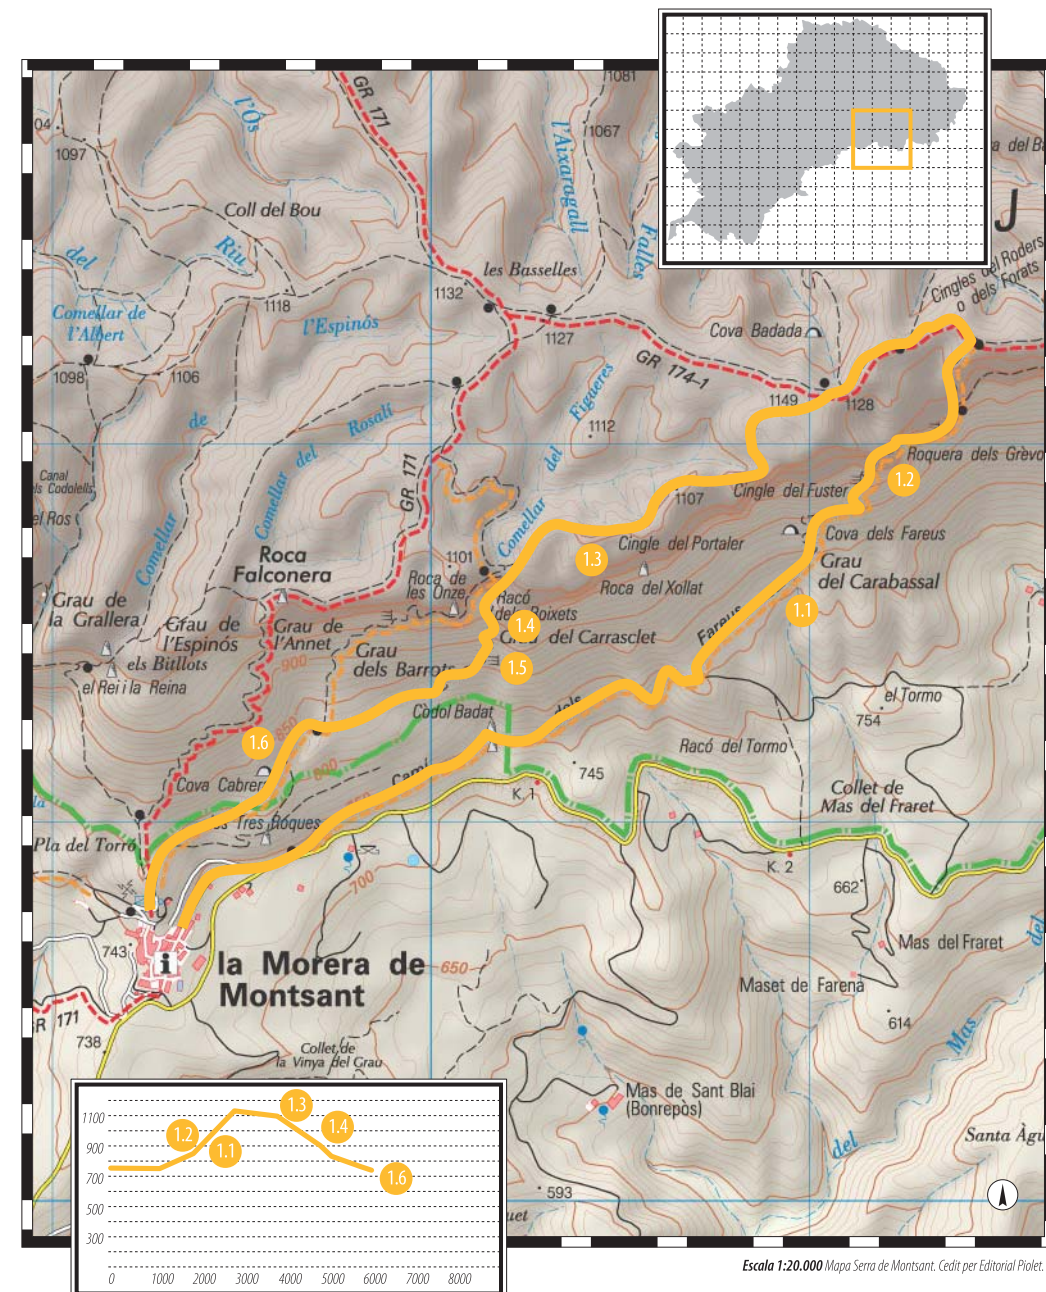 1081
GR 171
l'Os
04
1067
l'Aixaragall
1097
Coll del Bou
J
Falles
Riu
del
les Basselles
Cingles del Roders
o dels Forats
1132
1118
Comellar de
l'Albert
l'Espinós
Cova Badada
1127
GR 174-1
1098
1106
Figueres
1149
1128
de
Rosalí
1112
del
del
Roquera dels Grèvo
Canal
els Codolells
GR 171
1.2
Cingle del Fuster
1107
Comellar
el Ros
Comellar
Comellar
Cova dels Fareus
Cingle del Portaler
1.3
Roca
Falconera
1101
Grau
del Carabassal
Roca de
les Onze
Roca del Xollat
Racó
dels Boixets
Grau de
la Grallera
1.1
Grau de
l'Espinós
Grau de
l'Annet
1.4
Fareus
Grau del Carrasclet
Grau
dels Barrots
900
els Bitllots
1.5
el Rei i la Reina
el Tormo
dels
Còdol Badat
754
850
1.6
Racó del Tormo
745
800
Camí
Cova Cabrera
K. 1
Collet de
Mas del Fraret
Pla del Torró
Tres Ròques
K. 2
700
662
743
Mas del Fraret
i
la Morera de
Montsant
650
Maset de Farena
del
GR 171
614
Mas
738
Collet de
la Vinya del Grau
Mas de Sant Blai
(Bonrepòs)
1100
1.3
1.4
1.2
1.1
900
Santa Àgu
del
700
1.6
593
500
300
0 1000 2000 3000 4000 5000 6000 7000 8000
Escala 1:20.000 Mapa Serra de Montsant. Cedit per Editorial Piolet.